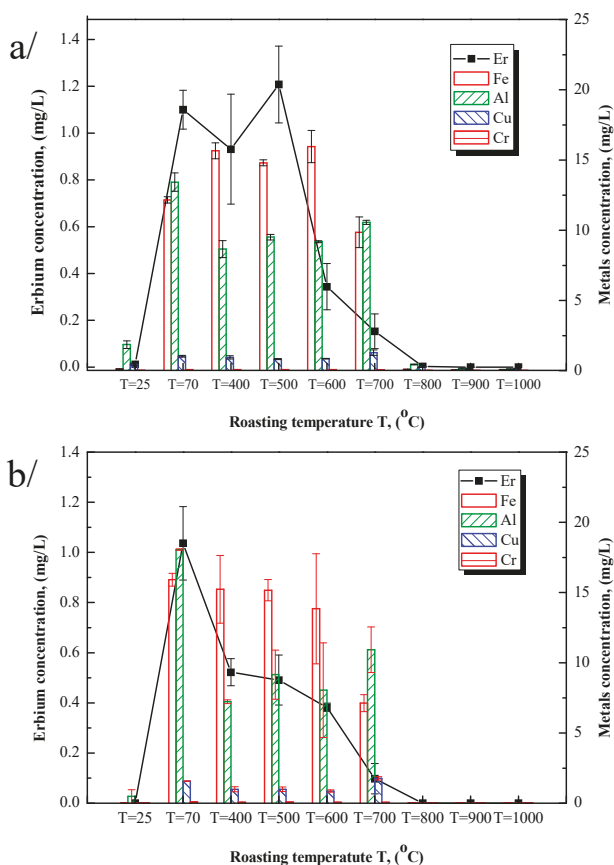 a/
Erbium concentration, (mg/L)
1.4
1.2
1.0
0.8
0.6
0.4
0.2
0.0
Er
Fe
Al
Cu
Cr
25
20
15
10
5
0
Metals concentration, (mg/L)
T=25 T=70 T=400 T=500 T=600 T=700 T=800 T=900 T=1000
Roasting temperature T, (°C)
b/
Erbium concentration, (mg/L)
1.4
1.2
1.0
0.8
0.6
0.4
0.2
0.0
Er
Fe
Al
Cu
Cr
25
20
15
10
5
0
Metals concentration, (mg/L)
T=25 T=70 T=400 T=500 T=600 T=700 T=800 T=900 T=1000
Roasting temperatute T, (°C)